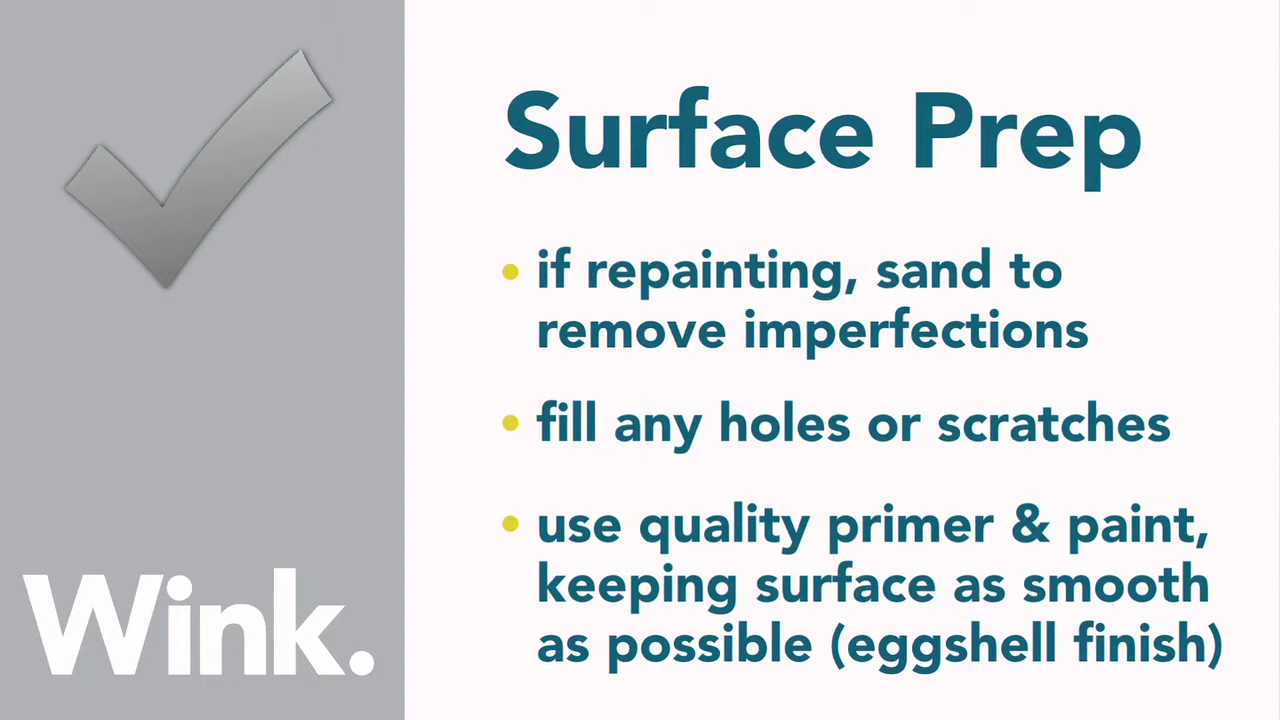 Surface Prep
• if repainting, sand to
remove imperfections
• fill any holes or scratches
• use quality primer & paint,
keeping surface as smooth
as possible (eggshell finish)
Wink.